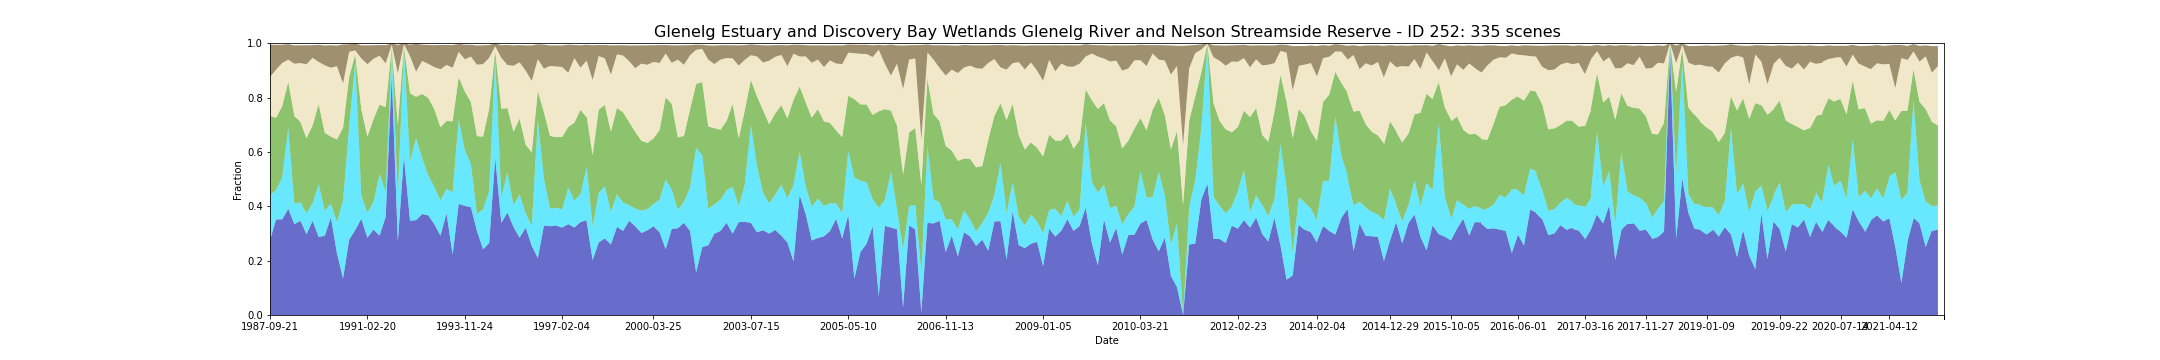 Glenelg Estuary and Discovery Bay Wetlands Glenelg River and Nelson Streamside Reserve - ID 252: 335 scenes
1.0
0.8
0.6
0.4
0.2
0.0
Fraction
1987-09-21 1991-02-20 1993-11-24 1997-02-04 2000-03-25 2003-07-15 2005-05-10 2006-11-13 2009-01-05 2010-03-21 2012-02-23 2014-02-04 2014-12-29 2015-10-05 2016-06-01 2017-03-16 2017-11-27 2019-01-09 2019-09-22 2020-07-14 2021-04-12
Date